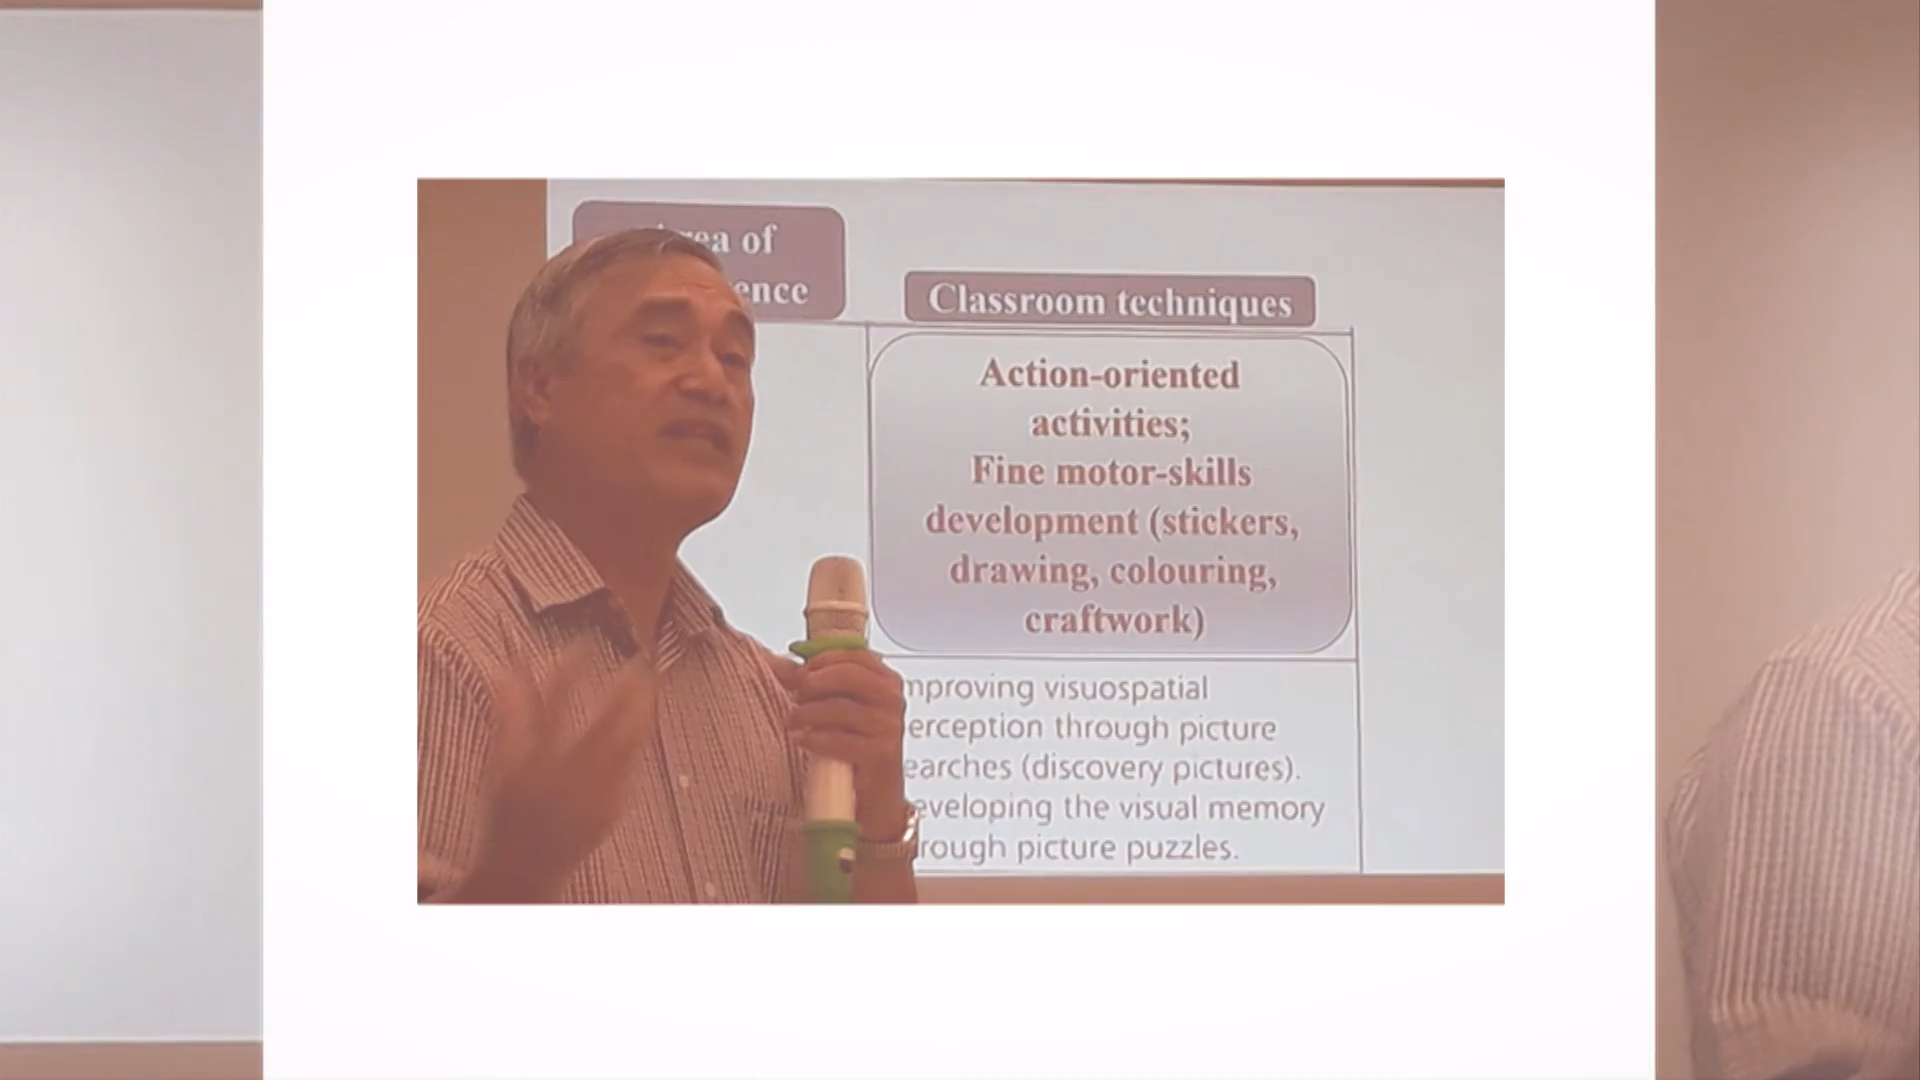 of
Classroom techniques
Action-oriented
activities;
Fine motor-skills
development (stickers,
drawing, colouring,
craftwork)
visuospatial
through picture
(discovery pictures).
the visual memory
picture puzzles.